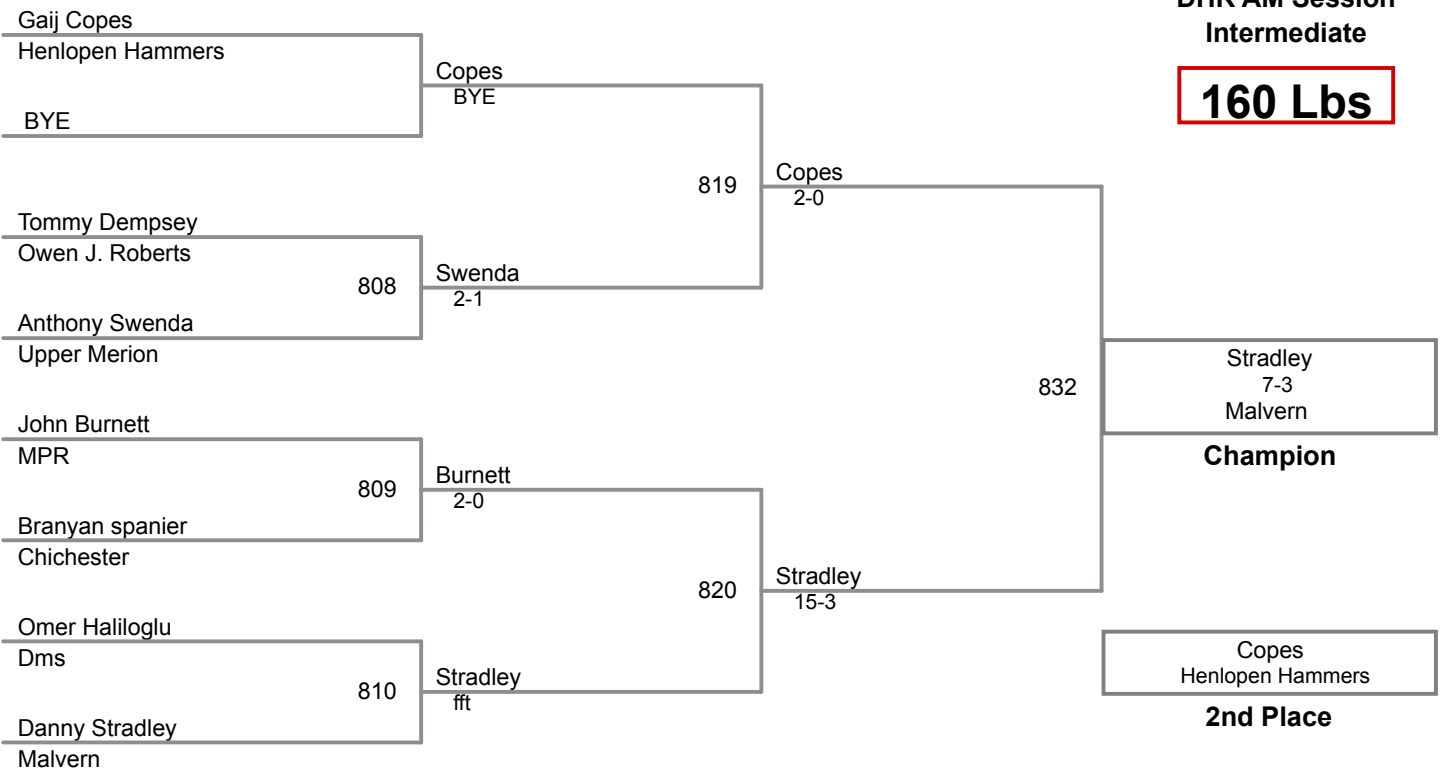 DHR AM Session
Intermediate
160 Lbs
Gaij Copes
Henlopen Hammers
BYE
Copes
BYE
Tommy Dempsey
Owen J. Roberts
808
Anthony Swenda
Upper Merion
Swenda
2-1
819
Copes
2-0
John Burnett
MPR
809
Branyan spanier
Chichester
Burnett
2-0
Omer Haliloglu
Dms
810
Danny Stradley
Malvern
Stradley
fft
820
Stradley
15-3
832
Stradley
7-3
Malvern
Champion
Copes
Henlopen Hammers
2nd Place